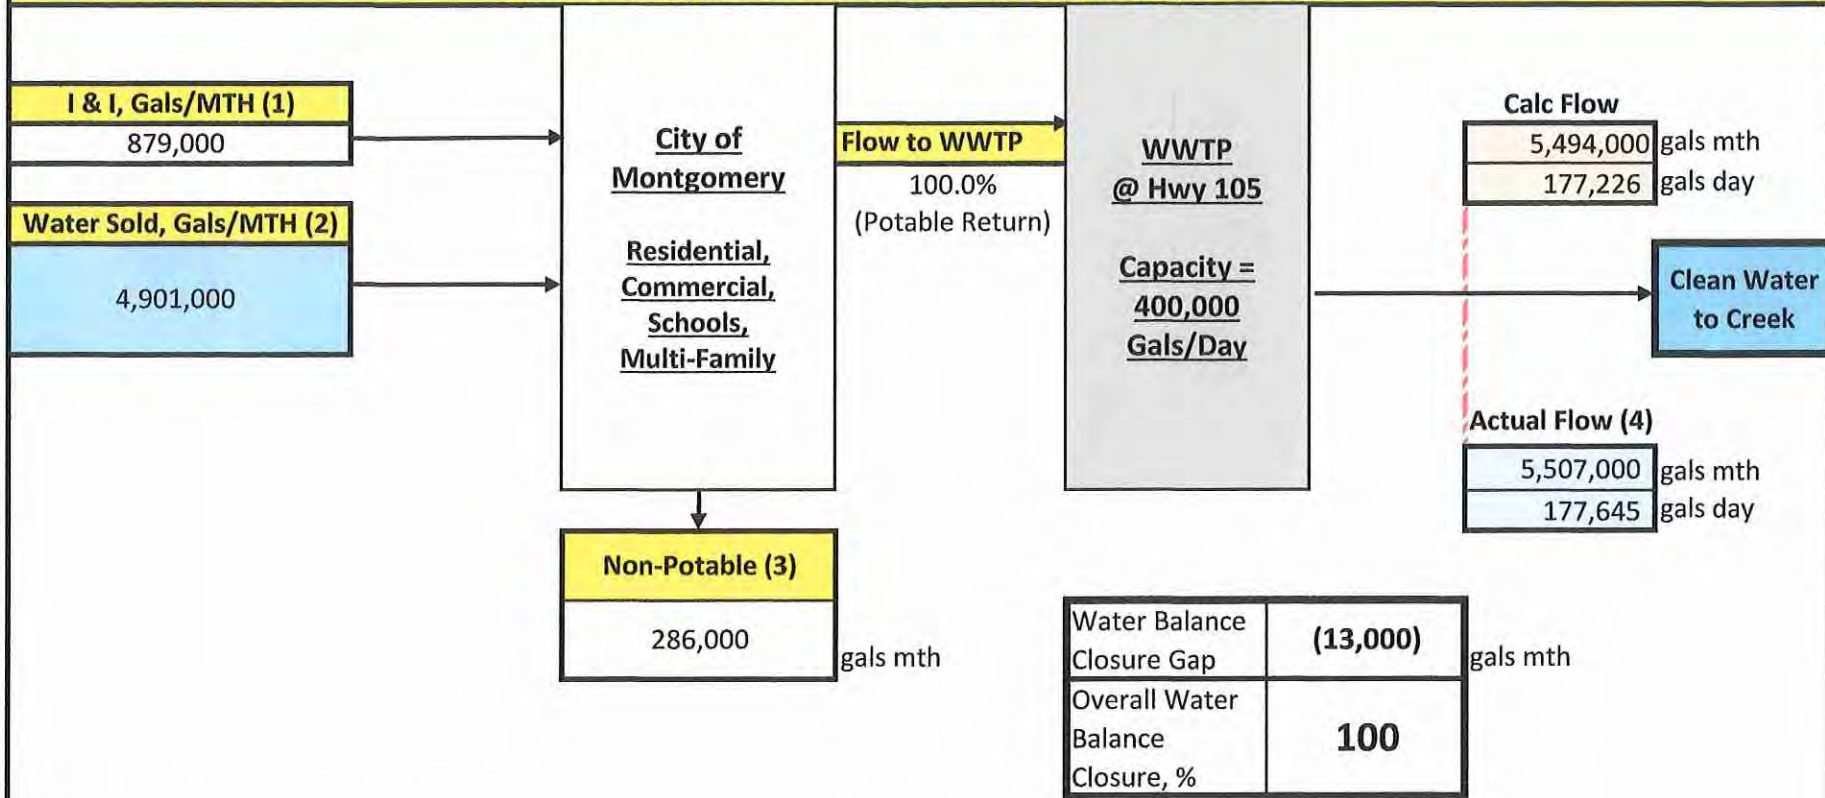 I & I, Gals/MTH (1)
879,000
Water Sold, Gals/MTH (2)
4,901,000
City of
Montgomery
Residential,
Commercial,
Schools,
Multi-Family
Flow to WWTP
100.0%
(Potable Return)
WWTP
@ Hwy 105
Capacity =
400,000
Gals/Day
Calc Flow
5,494,000 gals mth
177,226 gals day
Clean Water
to Creek
Actual Flow (4)
5,507,000 gals mth
177,645 gals day
Non-Potable (3)
286,000 gals mth
Water Balance
Closure Gap
(13,000) gals mth
Overall Water
Balance
Closure, %
100